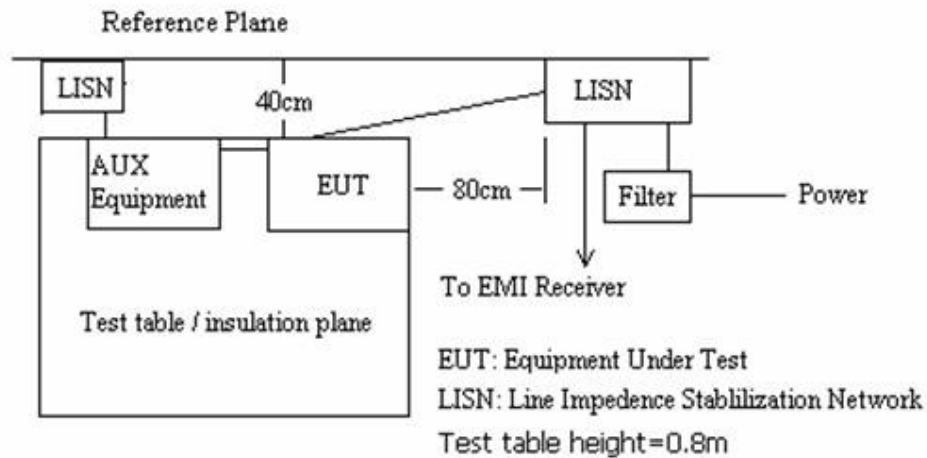 Reference Plane
LISN
40cm
LISN
AUX
Equipment
EUT
80cm
Filter
Power
To EMI Receiver
Test table / insulation plane
EUT: Equipment Under Test
LISN: Line Impedence Stablilization Network
Test table height=0.8m